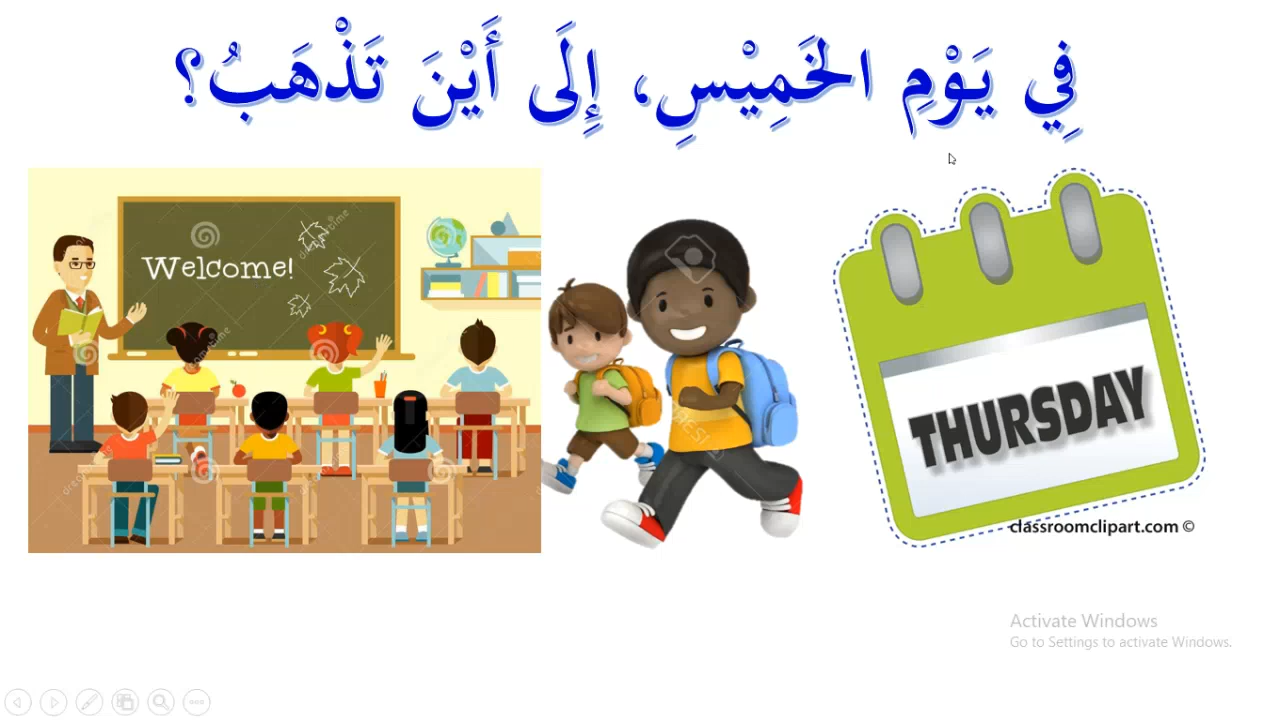 فِي يَوْمِ الخَمِيْسِ، إِلَى أَيْنَ تَذْهَبُ؟
Welcome!
THURSDAY
classroomclipart.com ©
Activate Windows
Go to Settings to activate Windows.